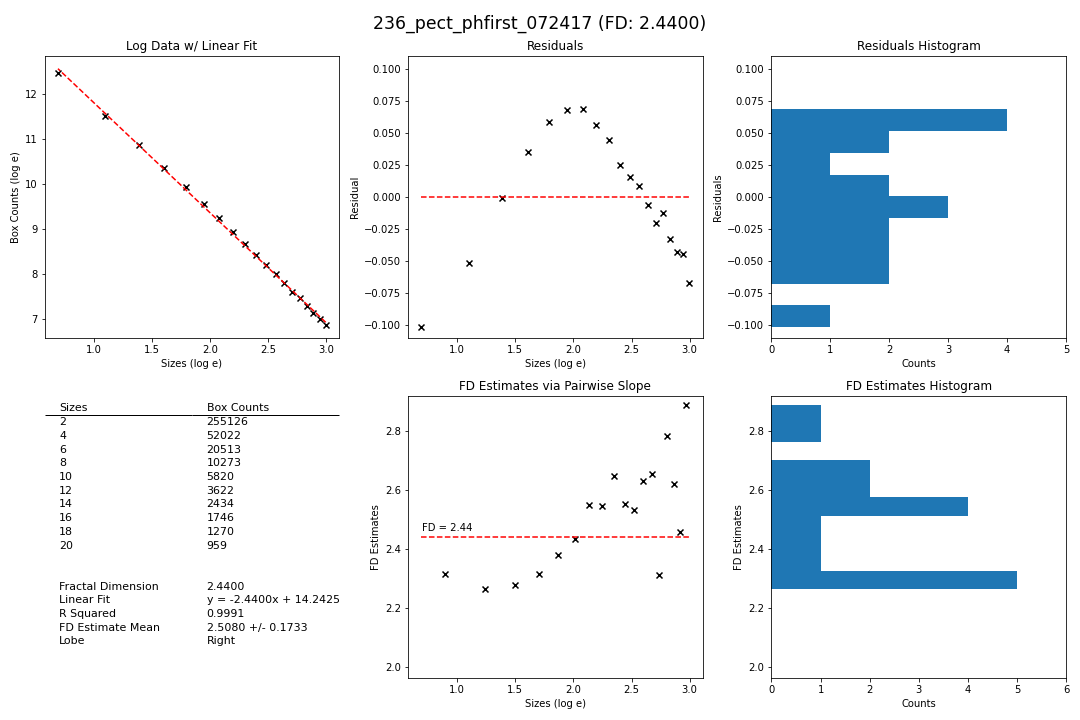 236_pect_phfirst_072417 (FD: 2.4400)
Log Data w/ Linear Fit
Box Counts (log e)
12
11
10
9
8
7
1.0 1.5 2.0 2.5 3.0
Sizes (log e)
Residuals
Residual
0.100
0.075
0.050
0.025
0.000
−0.025
−0.050
−0.075
−0.100
1.0 1.5 2.0 2.5 3.0
Sizes (log e)
Residuals Histogram
Residuals
0.100
0.075
0.050
0.025
0.000
−0.025
−0.050
−0.075
−0.100
0 1 2 3 4 5
Counts
Sizes Box Counts
2 255126
4 52022
6 20513
8 10273
10 5820
12 3622
14 2434
16 1746
18 1270
20 959
Fractal Dimension 2.4400
Linear Fit y = -2.4400x + 14.2425
R Squared 0.9991
FD Estimate Mean 2.5080 +/- 0.1733
Lobe Right
FD Estimates via Pairwise Slope
FD Estimates
2.8
2.6
2.4
2.2
2.0
FD = 2.44
1.0 1.5 2.0 2.5 3.0
Sizes (log e)
FD Estimates Histogram
FD Estimates
2.8
2.6
2.4
2.2
2.0
0 1 2 3 4 5 6
Counts